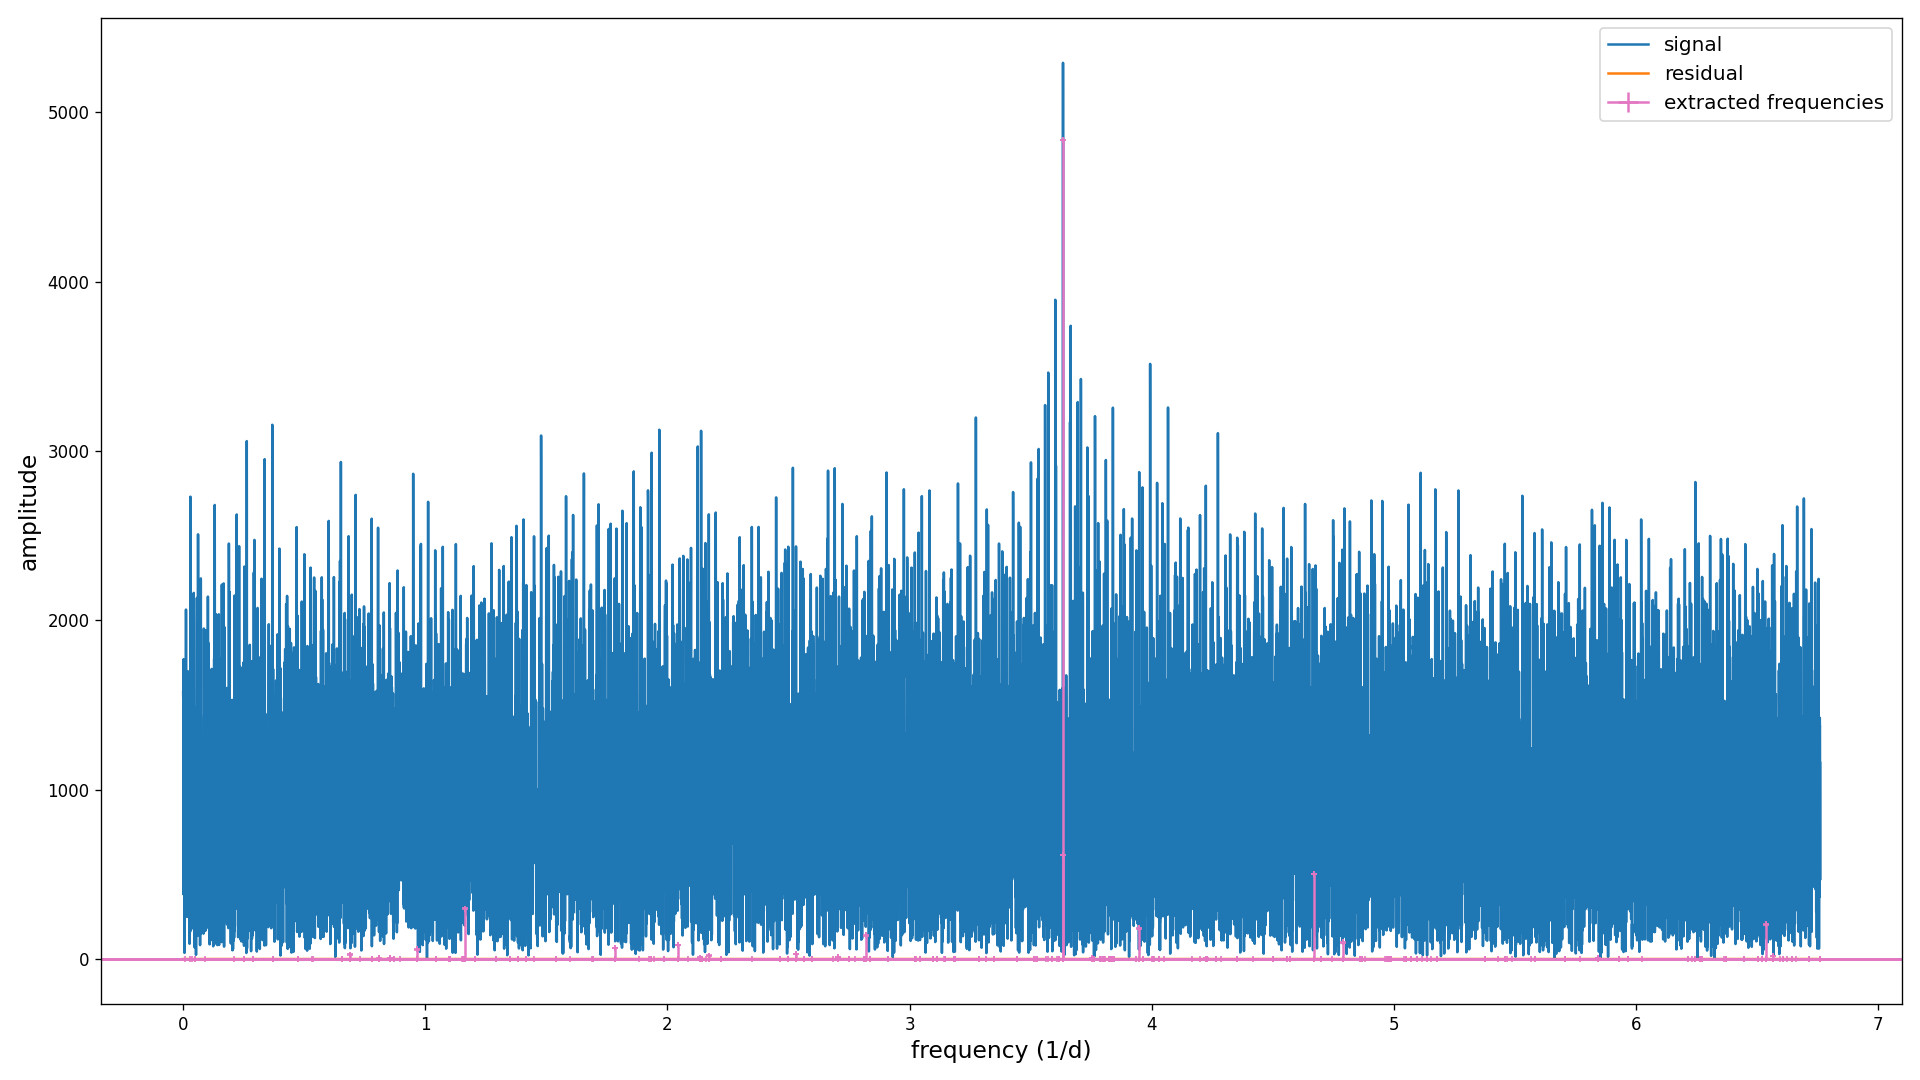 signal
residual
extracted frequencies
5000
4000
3000
2000
1000
0
amplitude
0 1 2 3 4 5 6 7
frequency (1/d)